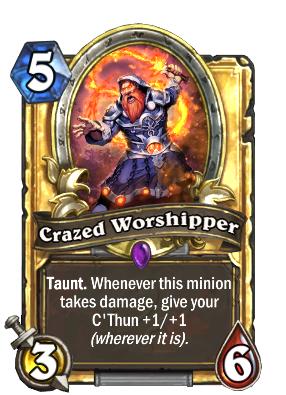 5
Crazed Worshipper
Taunt. Whenever this minion
takes damage, give your
C'Thun +1/+1
(wherever it is).
3
6